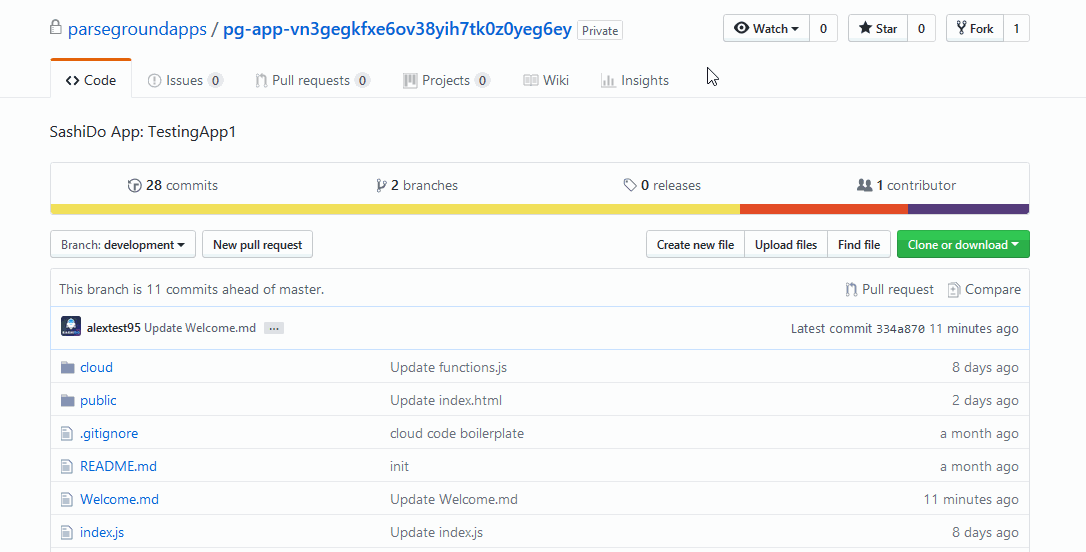 parsegroundapps / pg-app-vn3gegkfxe6ov38yih7tk0z0yeg6ey Private Watch 0 Star 0 Fork 1
Code Issues 0 Pull requests 0 Projects 0 Wiki Insights
SashiDo App: TestingApp1
28 commits 2 branches 0 releases 1 contributor
Branch: development New pull request Create new file Upload files Find file Clone or download
This branch is 11 commits ahead of master. Pull request Compare
alextest95 Update Welcome.md ... Latest commit 334a870 11 minutes ago
cloud Update functions.js 8 days ago
public Update index.html 2 days ago
.gitignore cloud code boilerplate a month ago
README.md init a month ago
Welcome.md Update Welcome.md 11 minutes ago
index.js Update index.js 8 days ago